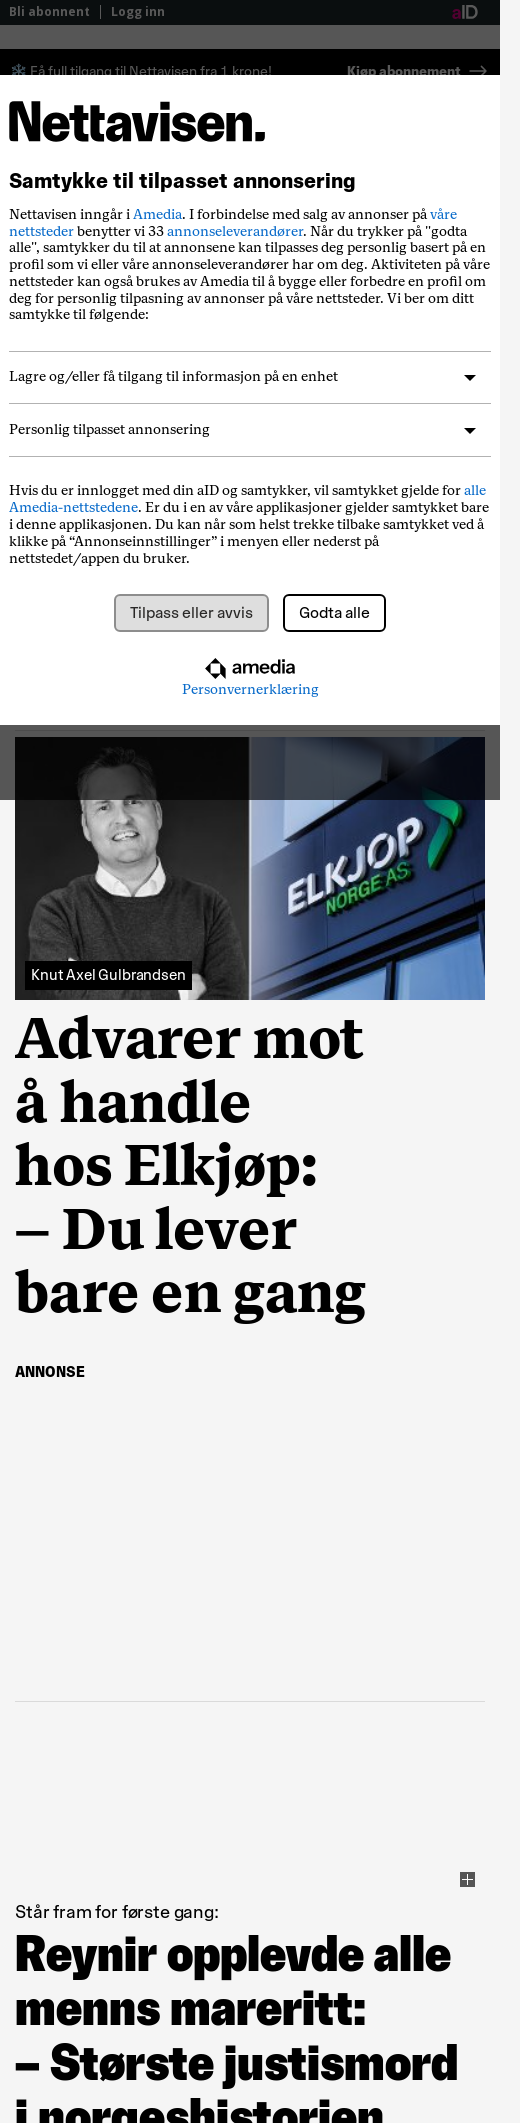 Bli abonnent | Logg inn
aID
Få full tilgang til Nettavisen fra 1 krone!
Kjøp abonnement
Nettavisen.
Samtykke til tilpasset annonsering
Nettavisen inngår i Amedia. I forbindelse med salg av annonser på våre
nettsteder benytter vi 33 annonseleverandører. Når du trykker på "godta
alle", samtykker du til at annonsene kan tilpasses deg personlig basert på en
profil som vi eller våre annonseleverandører har om deg. Aktiviteten på våre
nettsteder kan også brukes av Amedia til å bygge eller forbedre en profil om
deg for personlig tilpasning av annonser på våre nettsteder. Vi ber om ditt
samtykke til følgende:
Lagre og/eller få tilgang til informasjon på en enhet
Personlig tilpasset annonsering
Hvis du er innlogget med din aID og samtykker, vil samtykket gjelde for alle
Amedia-nettstedene. Er du i en av våre applikasjoner gjelder samtykket bare
i denne applikasjonen. Du kan når som helst trekke tilbake samtykket ved å
klikke på “Annonseinnstillinger” i menyen eller nederst på
nettstedet/appen du bruker.
Tilpass eller avvis
Godta alle
amedia
Personvernerklæring
ELKJØP
NORGE AS
Knut Axel Gulbrandsen
Advarer mot
å handle
hos Elkjøp:
– Du lever
bare en gang
ANNONSE
Står fram for første gang:
Reynir opplevde alle
menns mareritt:
– Største justismord
i norgeshistorien